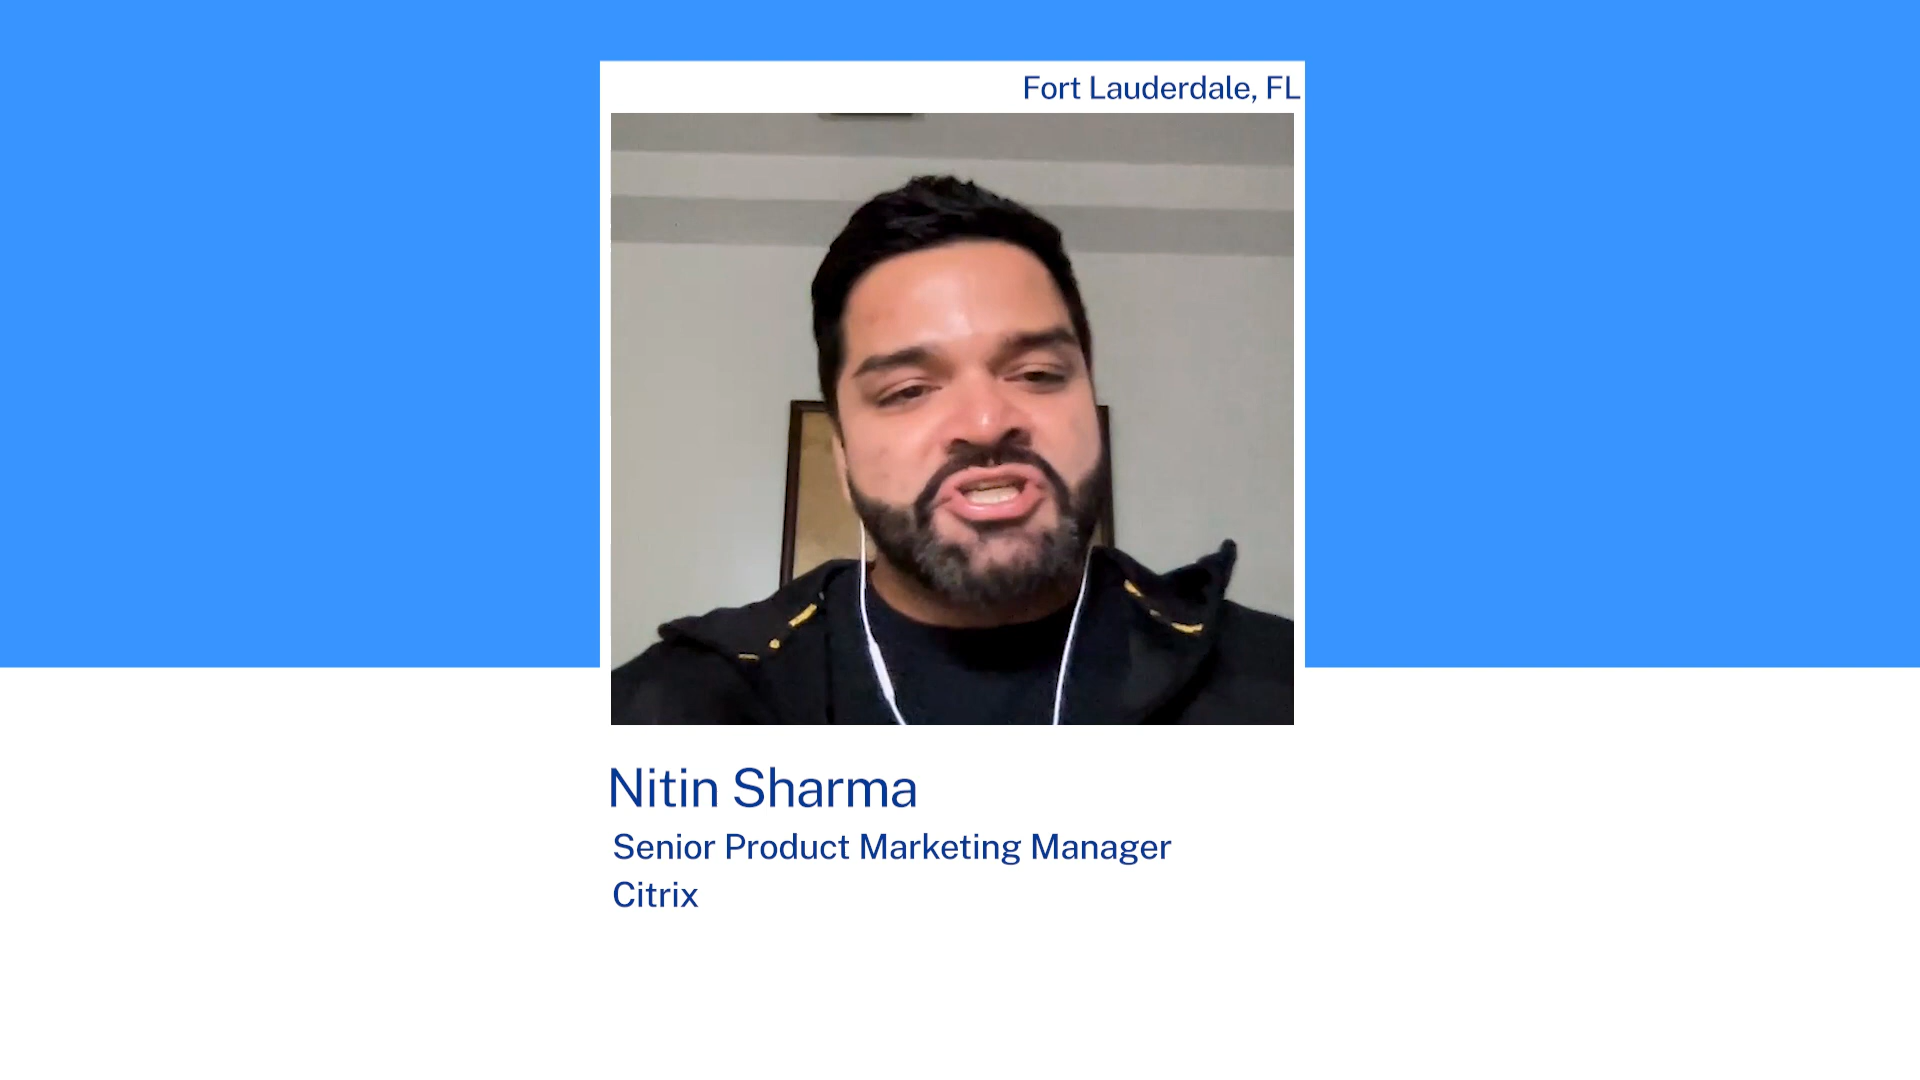 Fort Lauderdale, FL
Nitin Sharma
Senior Product Marketing Manager
Citrix